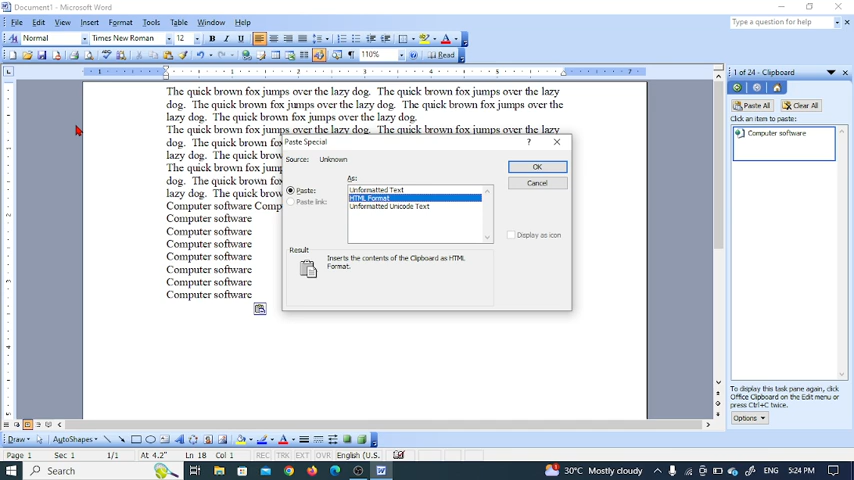 Document1 - Microsoft Word
File Edit View Insert Format Tools Table Window Help
Type a question for help
Normal Times New Roman 12 B I U
110% Read
1 of 24 - Clipboard
Paste All Clear All
Click an item to paste:
Computer software
The quick brown fox jumps over the lazy dog. The quick brown fox jumps over the lazy
dog. The quick brown fox jumps over the lazy dog. The quick brown fox jumps over the
lazy dog. The quick brown fox jumps over the lazy dog.
The quick brown fox jumps over the lazy dog. The quick brown fox jumps over the lazy
dog. The quick brown fo
lazy dog. The quick brow
The quick brown fox jum
dog. The quick brown fo
lazy dog. The quick brow
Computer software Comp
Computer software
Computer software
Computer software
Computer software
Computer software
Computer software
Computer software
Paste Special
Source: Unknown
As:
Paste:
Paste link:
Unformatted Text
HTML Format
Unformatted Unicode Text
OK
Cancel
Display as icon
Result
Inserts the contents of the Clipboard as HTML
Format.
To display this task pane again, click
Office Clipboard on the Edit menu or
press Ctrl+C twice.
Options
Draw AutoShapes
Page 1 Sec 1 1/1 At 4.2" Ln 18 Col 1 REC TRK EXT OVR English (U.S.
Search 30°C Mostly cloudy ENG 5:24 PM